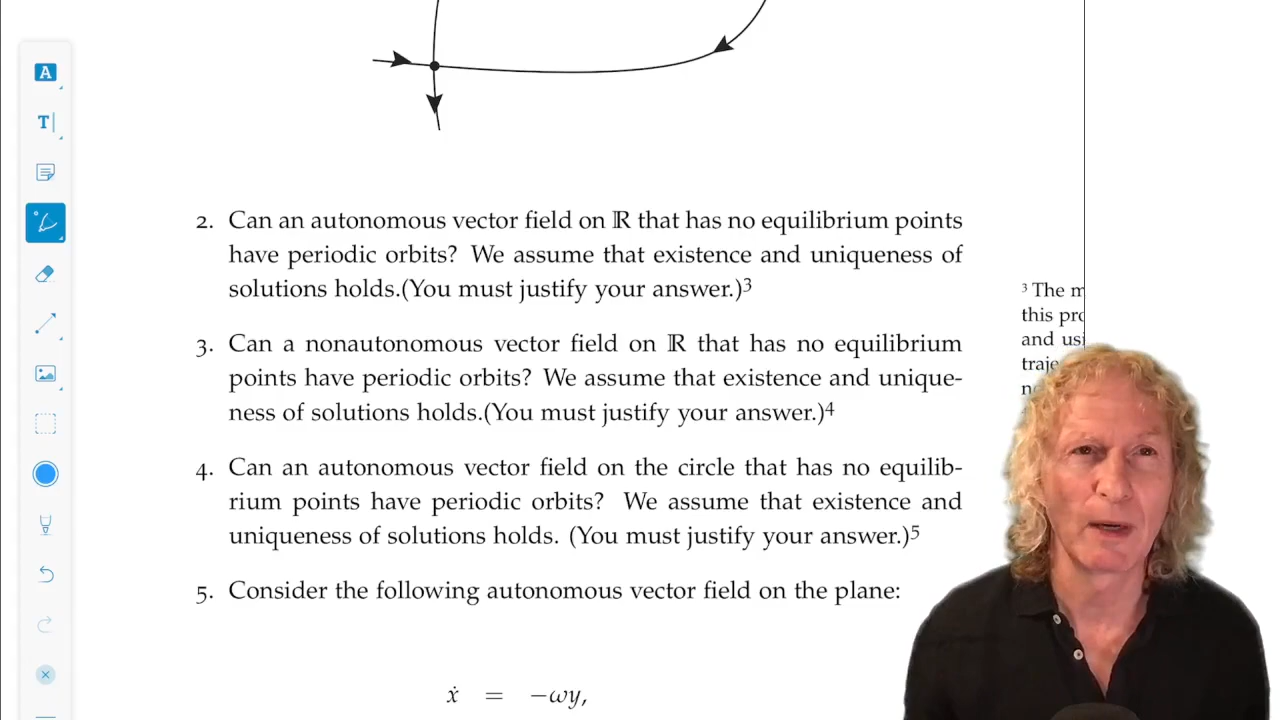 A
T
2. Can an autonomous vector field on ℝ that has no equilibrium points
have periodic orbits? We assume that existence and uniqueness of
solutions holds.(You must justify your answer.)³
³ The
this
and
3. Can a nonautonomous vector field on ℝ that has no equilibrium
points have periodic orbits? We assume that existence and unique-
ness of solutions holds.(You must justify your answer.)⁴
4. Can an autonomous vector field on the circle that has no equilib-
rium points have periodic orbits? We assume that existence and
uniqueness of solutions holds. (You must justify your answer.)⁵
5. Consider the following autonomous vector field on the plane:
ẋ = −ωy,